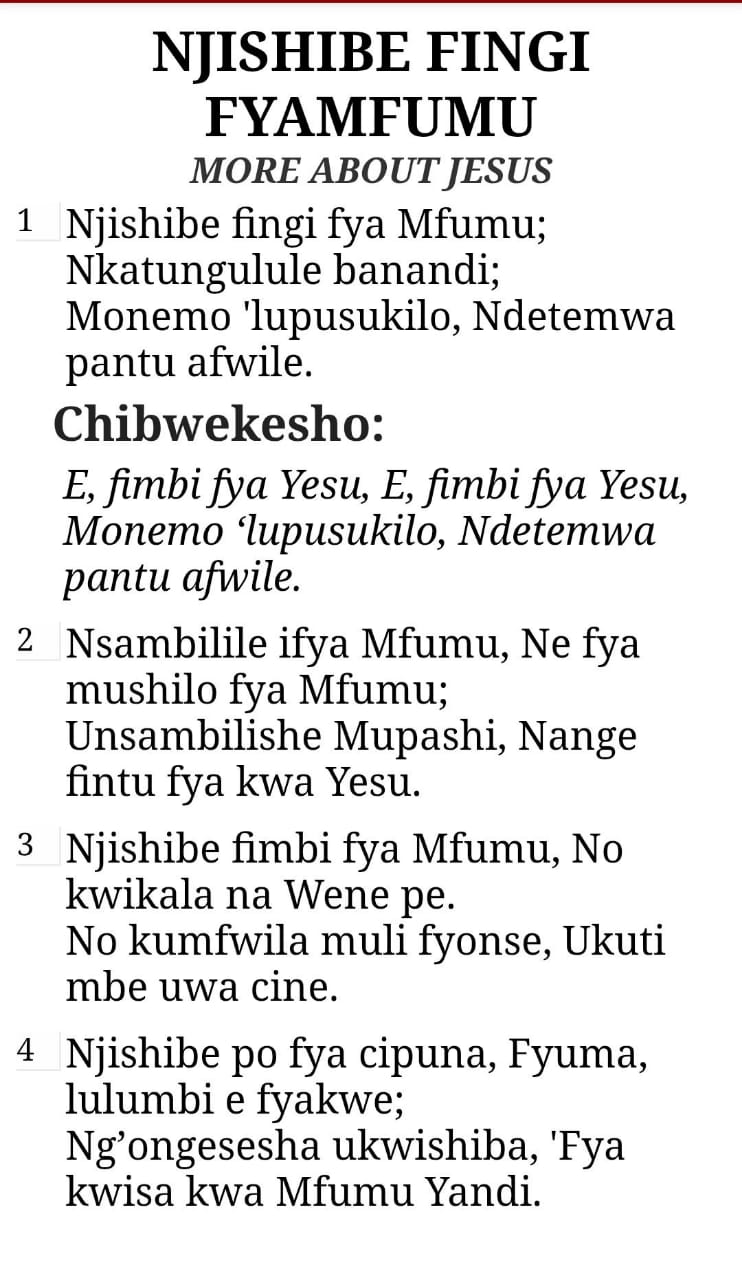 NJISHIBE FINGI
FYAMFUMU
MORE ABOUT JESUS
1 Njishibe fingi fya Mfumu;
Nkatungulule banandi;
Monemo 'lupusukilo, Ndetemwa
pantu afwile.
Chibwekesho:
E, fimbi fya Yesu, E, fimbi fya Yesu,
Monemo ‘lupusukilo, Ndetemwa
pantu afwile.
2 Nsambilile ifya Mfumu, Ne fya
mushilo fya Mfumu;
Unsambilishe Mupashi, Nange
fintu fya kwa Yesu.
3 Njishibe fimbi fya Mfumu, No
kwikala na Wene pe.
No kumfwila muli fyonse, Ukuti
mbe uwa cine.
4 Njishibe po fya cipuna, Fyuma,
lulumbi e fyakwe;
Ng’ongesesha ukwishiba, 'Fya
kwisa kwa Mfumu Yandi.